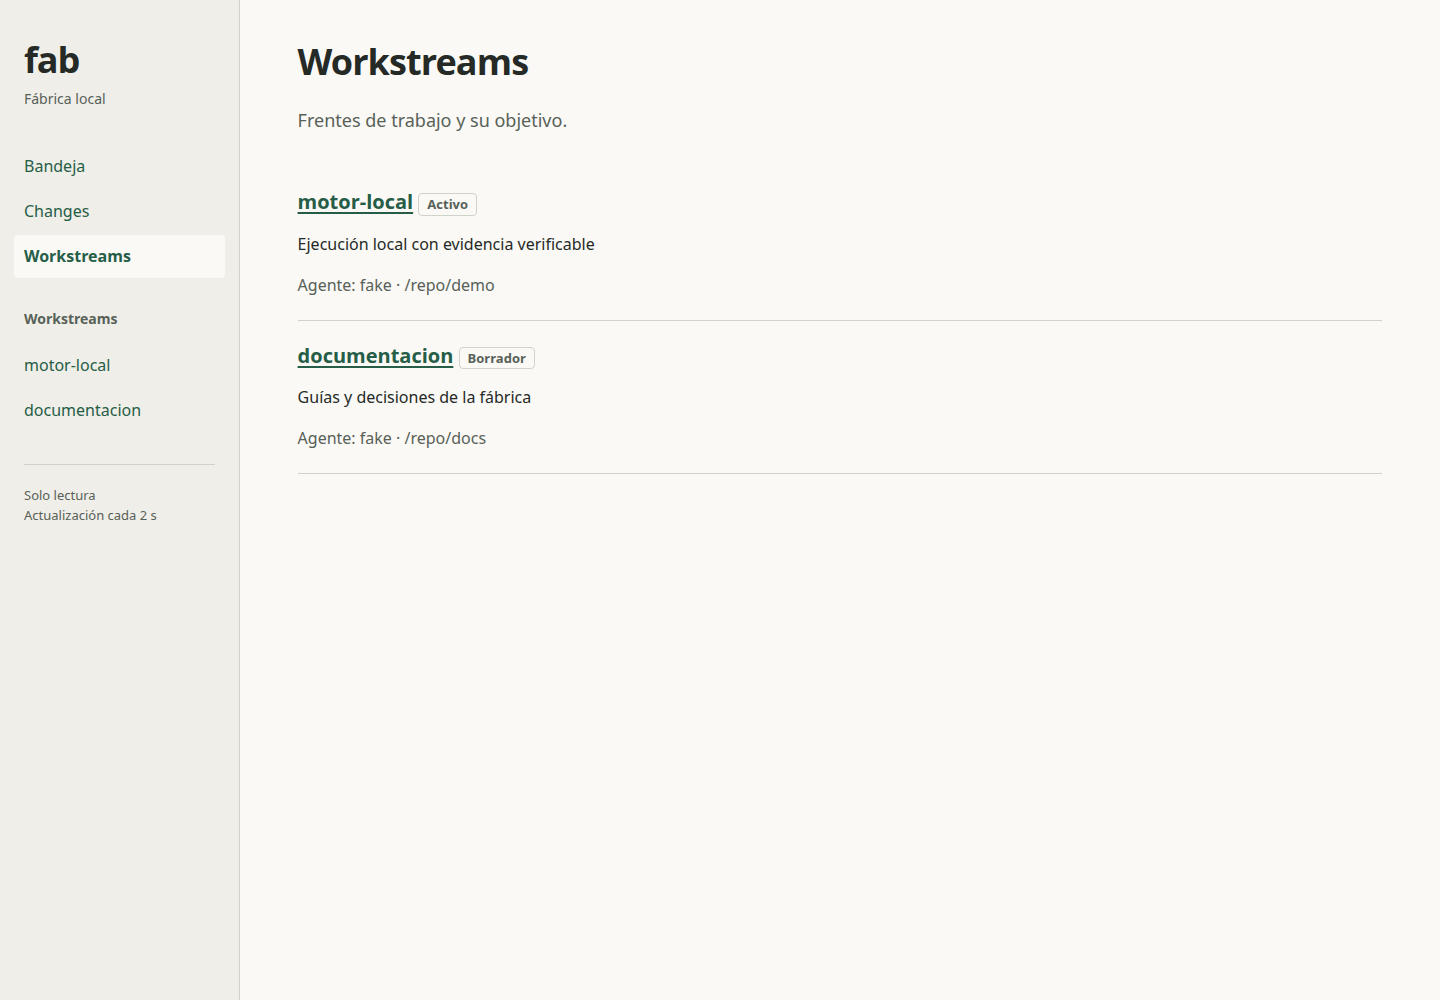 fab
Fábrica local
Bandeja
Changes
Workstreams
Workstreams
motor-local
documentacion
Solo lectura
Actualización cada 2 s
Workstreams
Frentes de trabajo y su objetivo.
motor-local Activo
Ejecución local con evidencia verificable
Agente: fake · /repo/demo
documentacion Borrador
Guías y decisiones de la fábrica
Agente: fake · /repo/docs